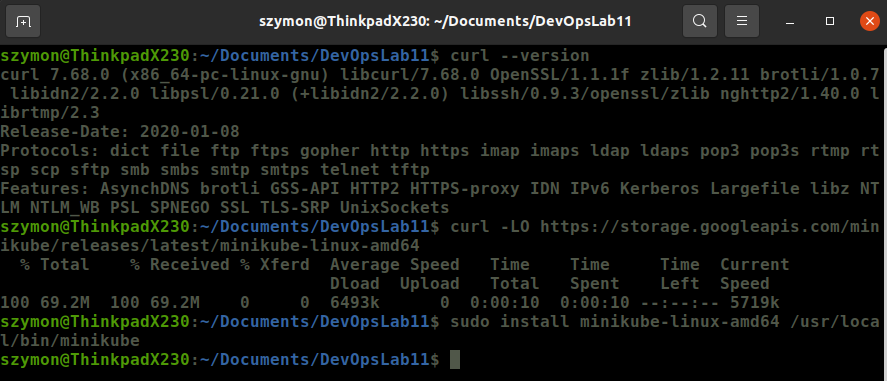 szymon@ThinkpadX230: ~/Documents/DevOpsLab11
szymon@ThinkpadX230:~/Documents/DevOpsLab11$ curl --version
curl 7.68.0 (x86_64-pc-linux-gnu) libcurl/7.68.0 OpenSSL/1.1.1f zlib/1.2.11 brotli/1.0.7
 libidn2/2.2.0 libpsl/0.21.0 (+libidn2/2.2.0) libssh/0.9.3/openssl/zlib nghttp2/1.40.0 l
ibrtmp/2.3
Release-Date: 2020-01-08
Protocols: dict file ftp ftps gopher http https imap imaps ldap ldaps pop3 pop3s rtmp rt
sp scp sftp smb smbs smtp smtps telnet tftp
Features: AsynchDNS brotli GSS-API HTTP2 HTTPS-proxy IDN IPv6 Kerberos Largefile libz NT
LM NTLM_WB PSL SPNEGO SSL TLS-SRP UnixSockets
szymon@ThinkpadX230:~/Documents/DevOpsLab11$ curl -LO https://storage.googleapis.com/min
ikube/releases/latest/minikube-linux-amd64
  % Total    % Received % Xferd  Average Speed   Time    Time     Time  Current
                                 Dload  Upload   Total   Spent    Left  Speed
100 69.2M  100 69.2M    0     0  6493k      0  0:00:10  0:00:10 --:--:-- 5719k
szymon@ThinkpadX230:~/Documents/DevOpsLab11$ sudo install minikube-linux-amd64 /usr/loca
l/bin/minikube
szymon@ThinkpadX230:~/Documents/DevOpsLab11$